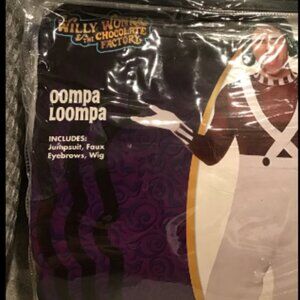 WILLY WONKA
& THE CHOCOLATE
FACTORY
OOMPA
LOOMPA
INCLUDES:
Jumpsuit, Faux
Eyebrows, Wig